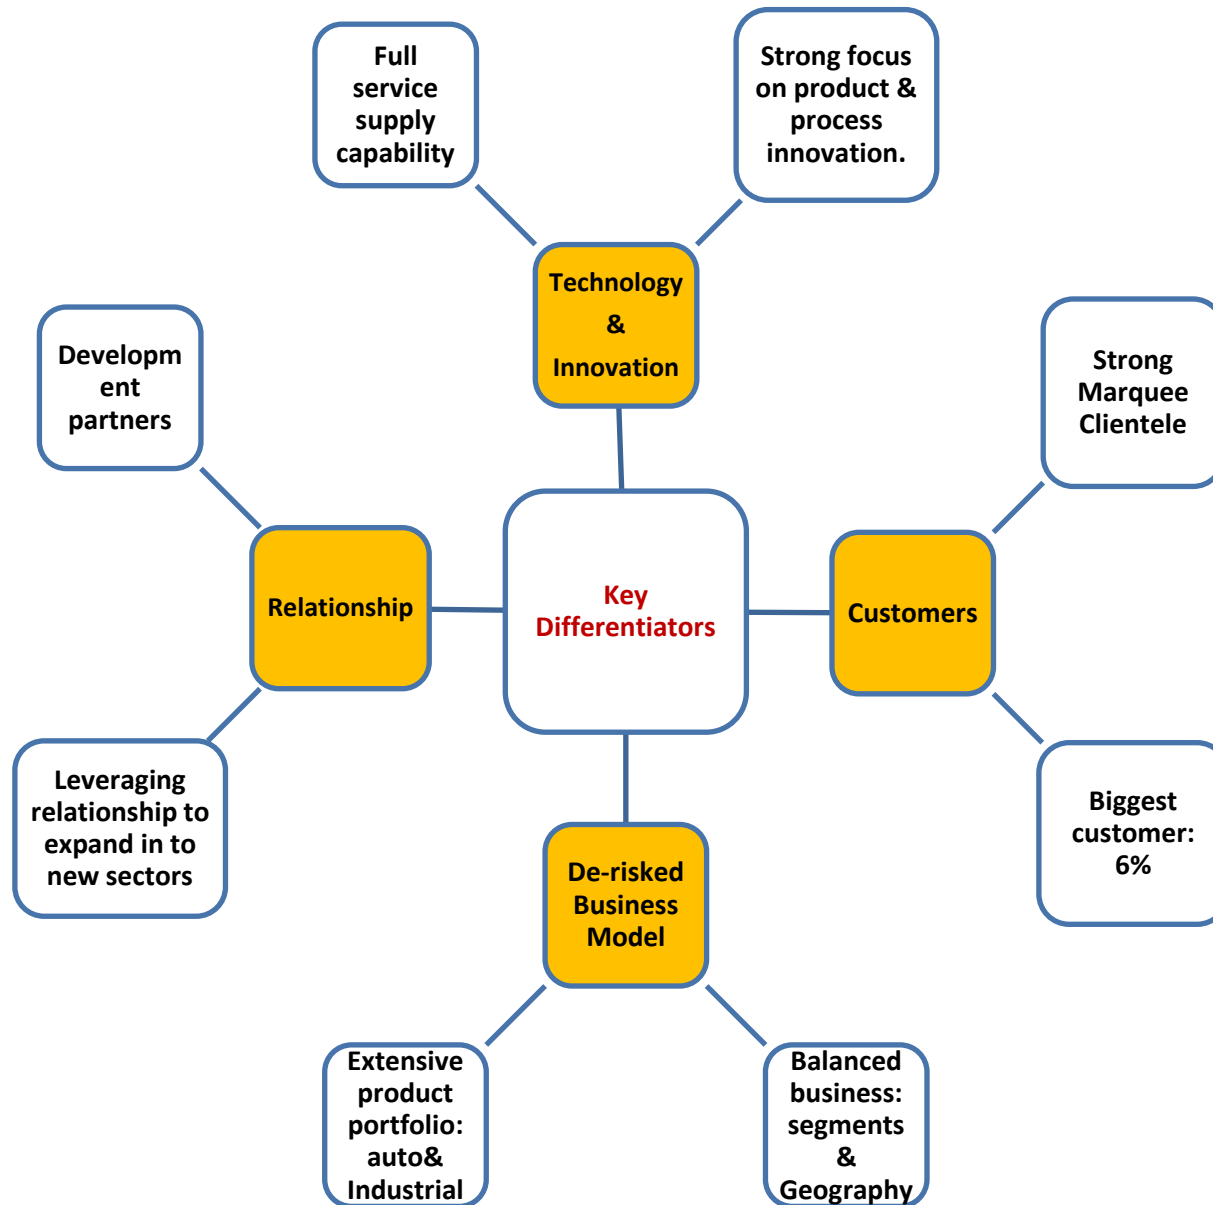 Full
service
supply
capability
Strong focus
on product &
process
innovation.
Technology
&
Innovation
Developm
ent
partners
Strong
Marquee
Clientele
Relationship
Key
Differentiators
Customers
Leveraging
relationship to
expand in to
new sectors
Biggest
customer:
6%
De-risked
Business
Model
Extensive
product
portfolio:
auto&
Industrial
Balanced
business:
segments
&
Geography